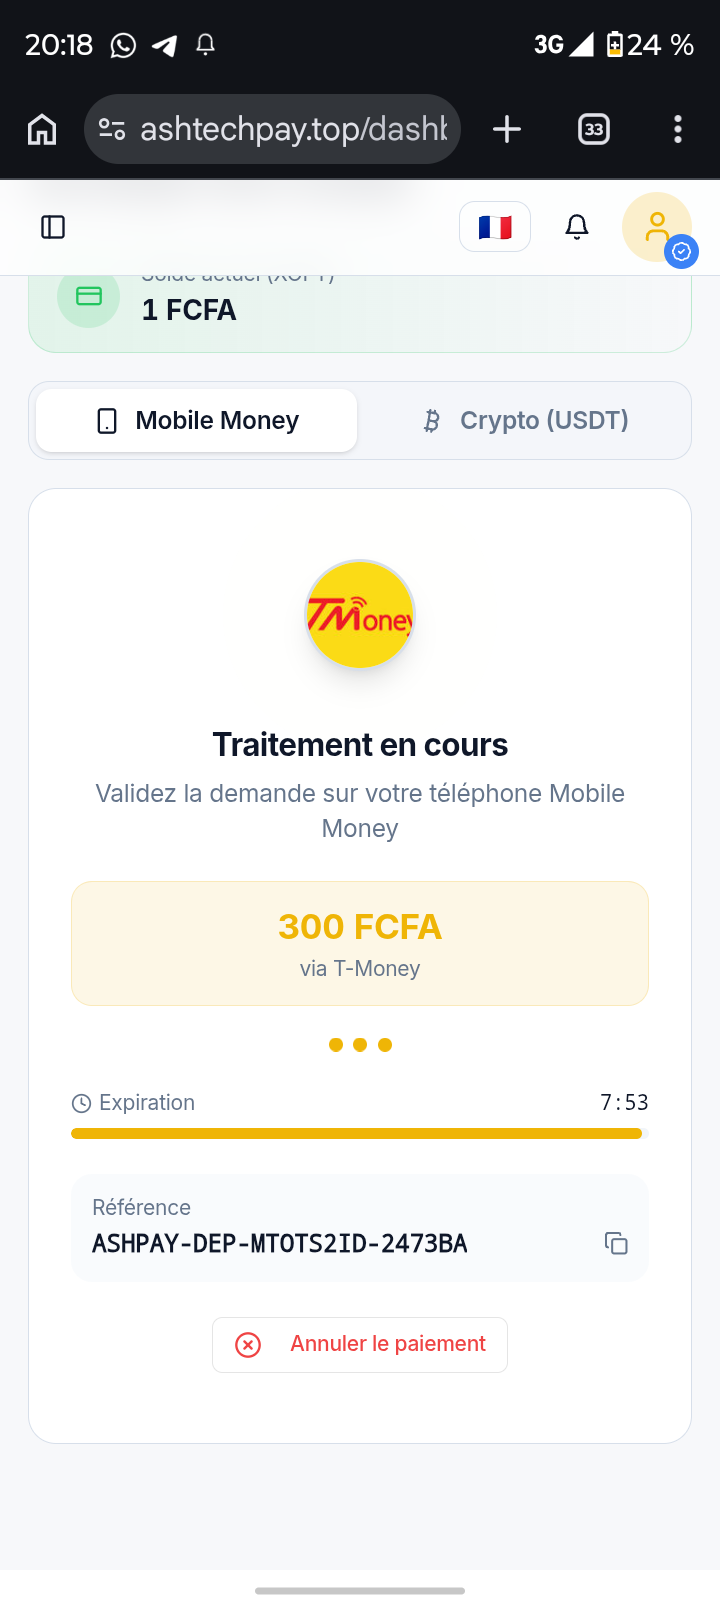 20:18
3G
24 %
ashtechpay.top/dashb
33
1 FCFA
Mobile Money
Crypto (USDT)
TMoney
Traitement en cours
Validez la demande sur votre téléphone Mobile
Money
300 FCFA
via T-Money
Expiration
7:53
Référence
ASHPAY-DEP-MTOTS2ID-2473BA
Annuler le paiement